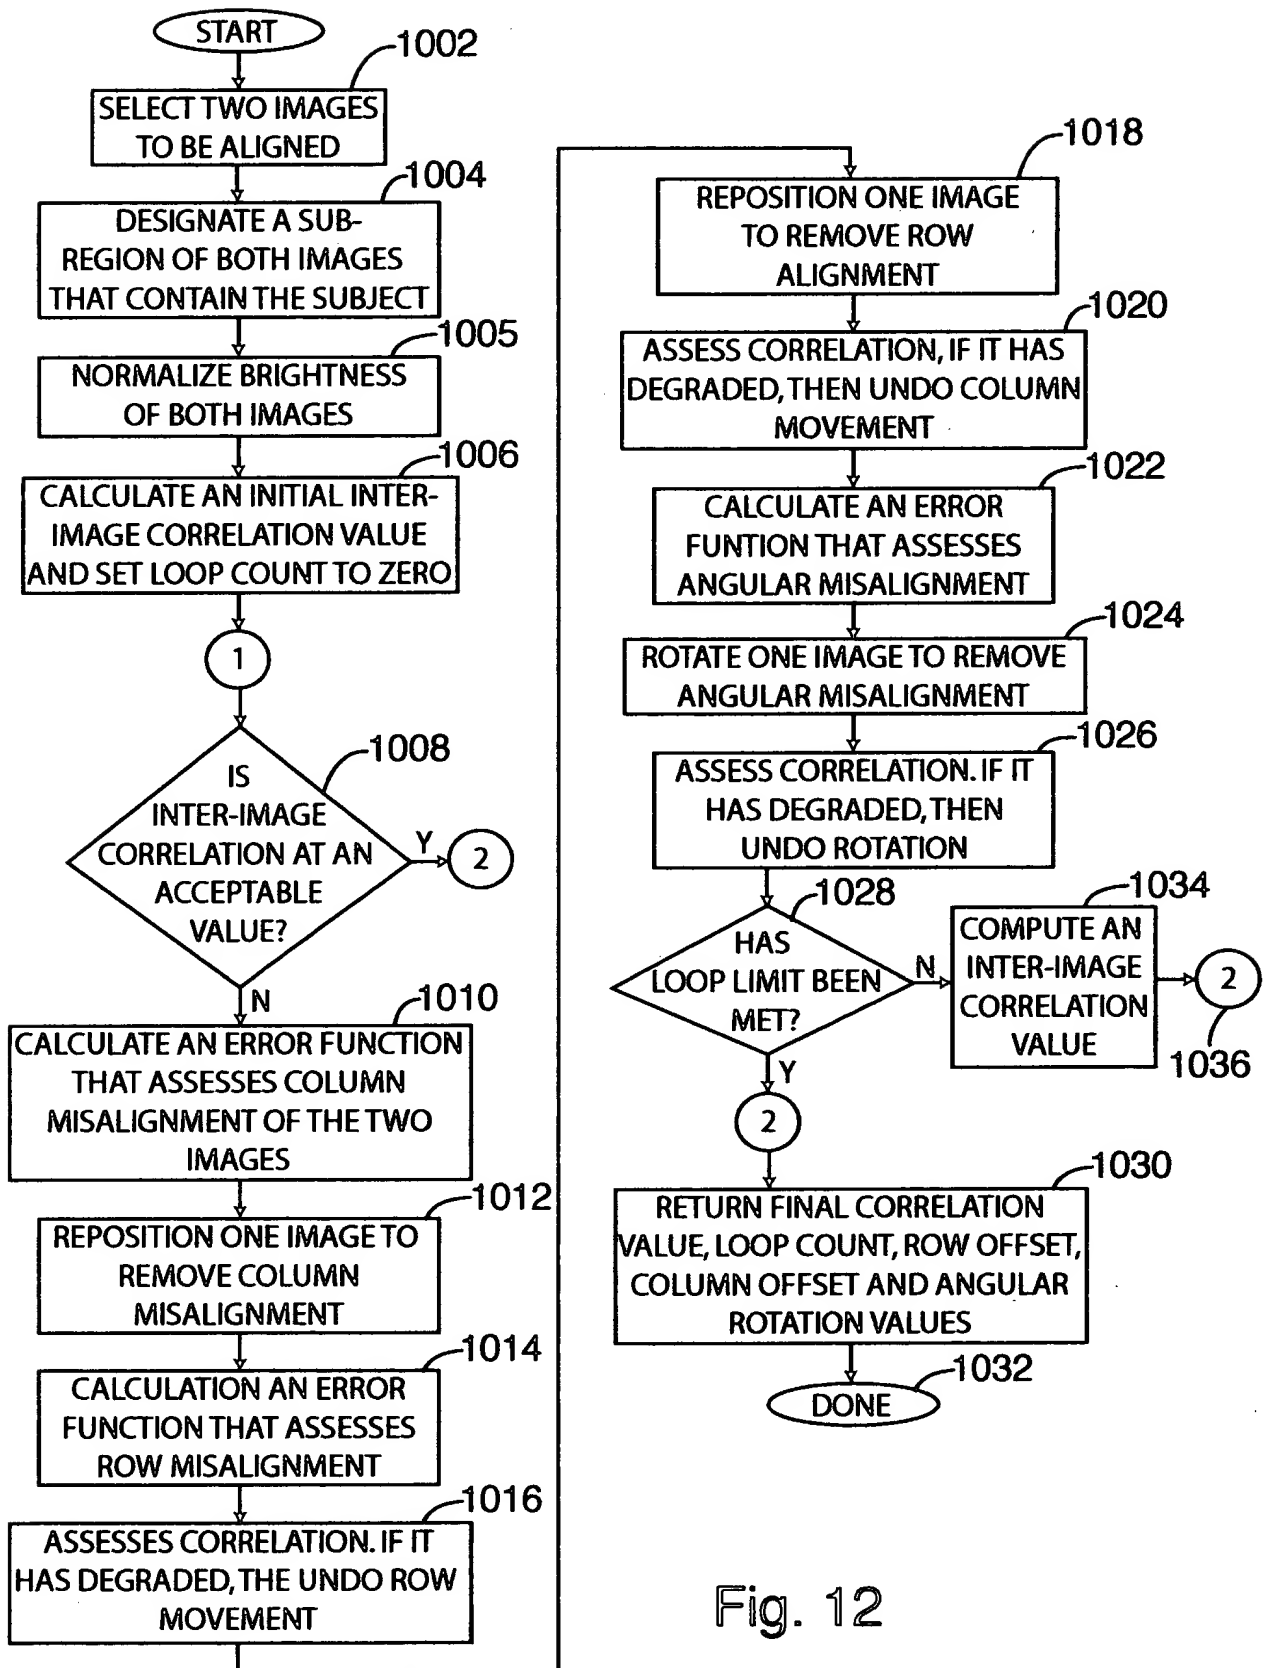 START
1002
SELECT TWO IMAGES
TO BE ALIGNED
1004
DESIGNATE A SUB-
REGION OF BOTH IMAGES
THAT CONTAIN THE SUBJECT
1005
NORMALIZE BRIGHTNESS
OF BOTH IMAGES
1006
CALCULATE AN INITIAL INTER-
IMAGE CORRELATION VALUE
AND SET LOOP COUNT TO ZERO
1
1008
IS
INTER-IMAGE
CORRELATION AT AN
ACCEPTABLE
VALUE?
Y
2
N
1010
CALCULATE AN ERROR FUNCTION
THAT ASSESSES COLUMN
MISALIGNMENT OF THE TWO
IMAGES
1012
REPOSITION ONE IMAGE TO
REMOVE COLUMN
MISALIGNMENT
1014
CALCULATION AN ERROR
FUNCTION THAT ASSESSES
ROW MISALIGNMENT
1016
ASSESSES CORRELATION. IF IT
HAS DEGRADED, THE UNDO ROW
MOVEMENT
1018
REPOSITION ONE IMAGE
TO REMOVE ROW
ALIGNMENT
1020
ASSESS CORRELATION, IF IT HAS
DEGRADED, THEN UNDO COLUMN
MOVEMENT
1022
CALCULATE AN ERROR
FUNTION THAT ASSESSES
ANGULAR MISALIGNMENT
1024
ROTATE ONE IMAGE TO REMOVE
ANGULAR MISALIGNMENT
1026
ASSESS CORRELATION. IF IT
HAS DEGRADED, THEN
UNDO ROTATION
1028
HAS
LOOP LIMIT BEEN
MET?
N
1034
COMPUTE AN
INTER-IMAGE
CORRELATION
VALUE
2
1036
Y
2
1030
RETURN FINAL CORRELATION
VALUE, LOOP COUNT, ROW OFFSET,
COLUMN OFFSET AND ANGULAR
ROTATION VALUES
1032
DONE
Fig. 12